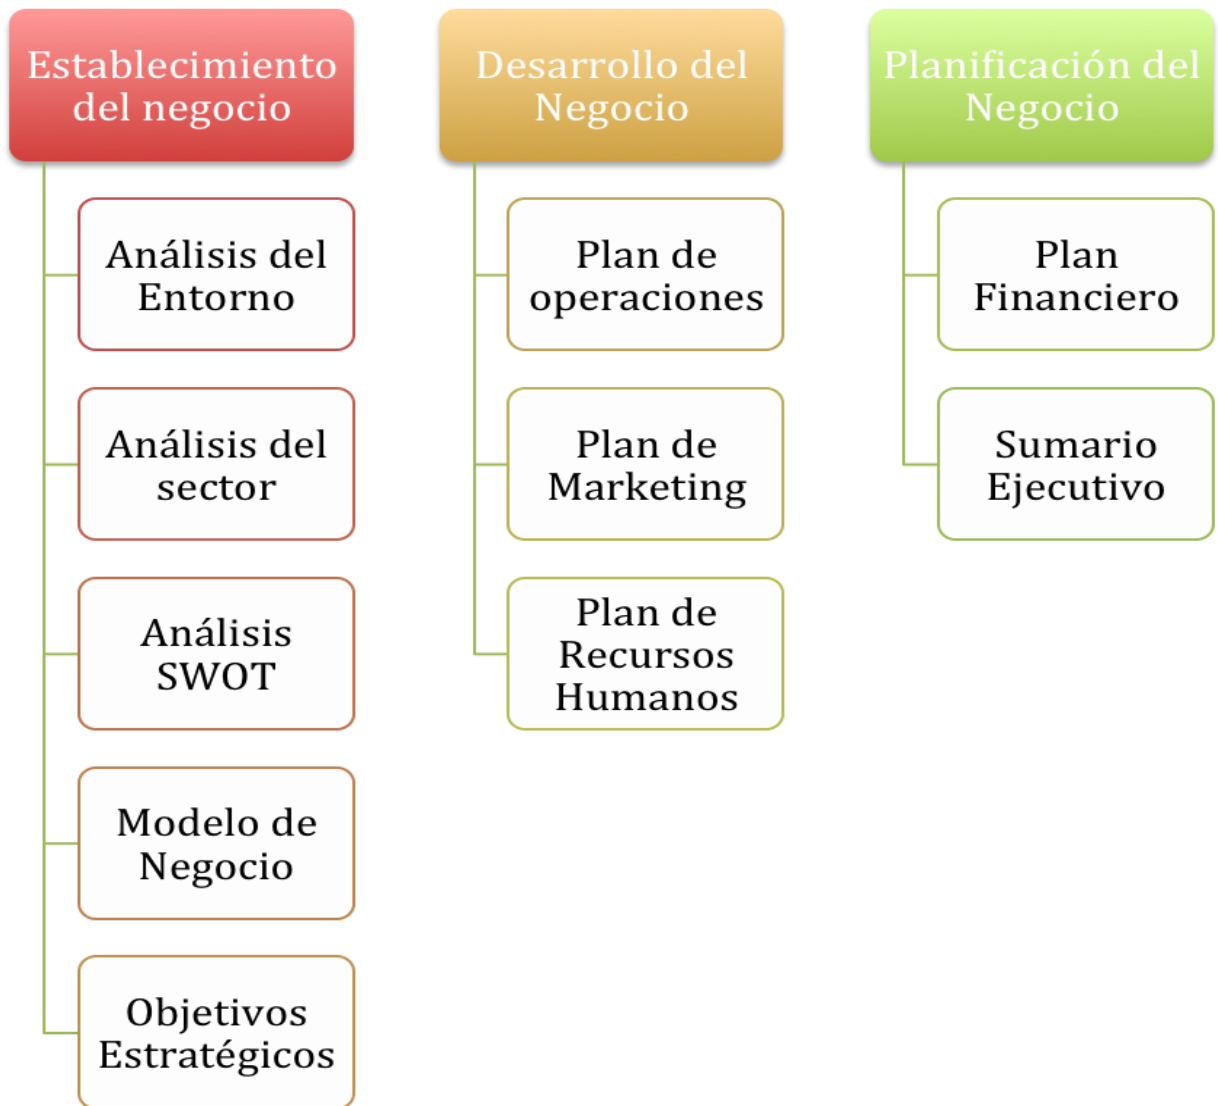 Establecimiento
del negocio
Análisis del
Entorno
Análisis del
sector
Análisis
SWOT
Modelo de
Negocio
Objetivos
Estratégicos
Desarrollo del
Negocio
Plan de
operaciones
Plan de
Marketing
Plan de
Recursos
Humanos
Planificación del
Negocio
Plan
Financiero
Sumario
Ejecutivo